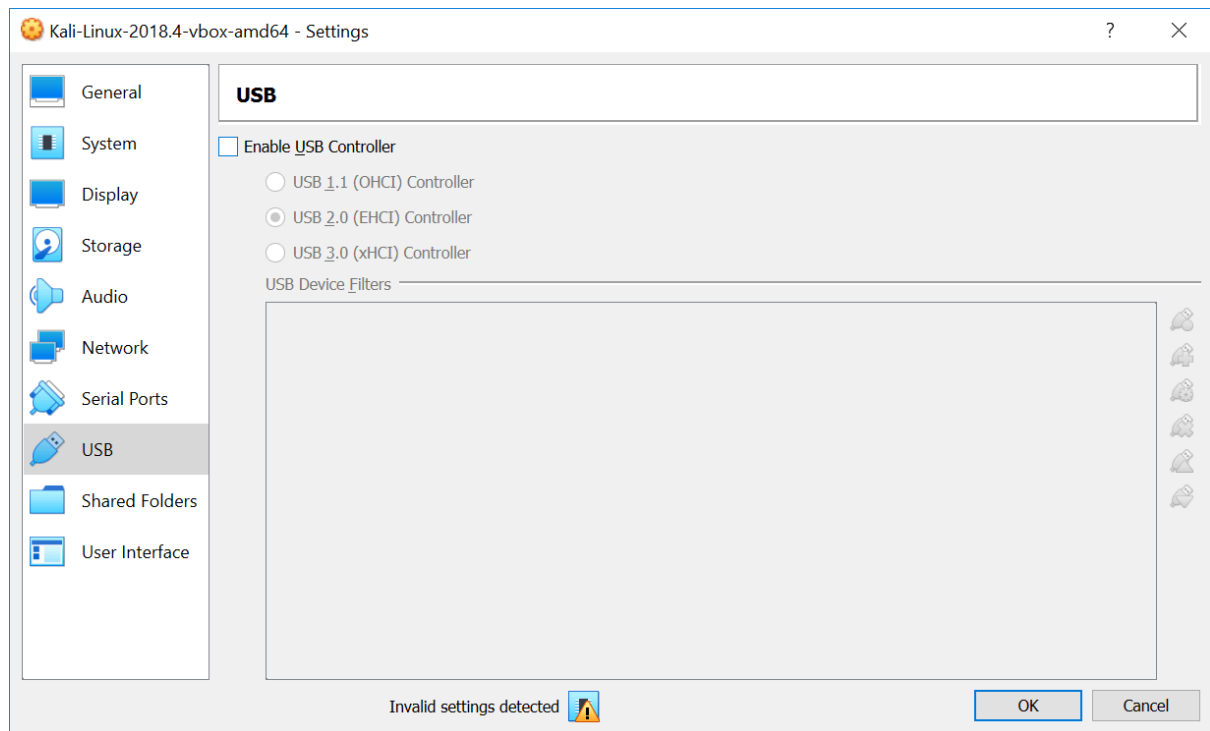 Kali-Linux-2018.4-vbox-amd64 - Settings
?
General
System
Display
Storage
Audio
Network
Serial Ports
USB
Shared Folders
User Interface
USB
Enable USB Controller
USB 1.1 (OHCI) Controller
USB 2.0 (EHCI) Controller
USB 3.0 (xHCI) Controller
USB Device Filters
Invalid settings detected
OK
Cancel